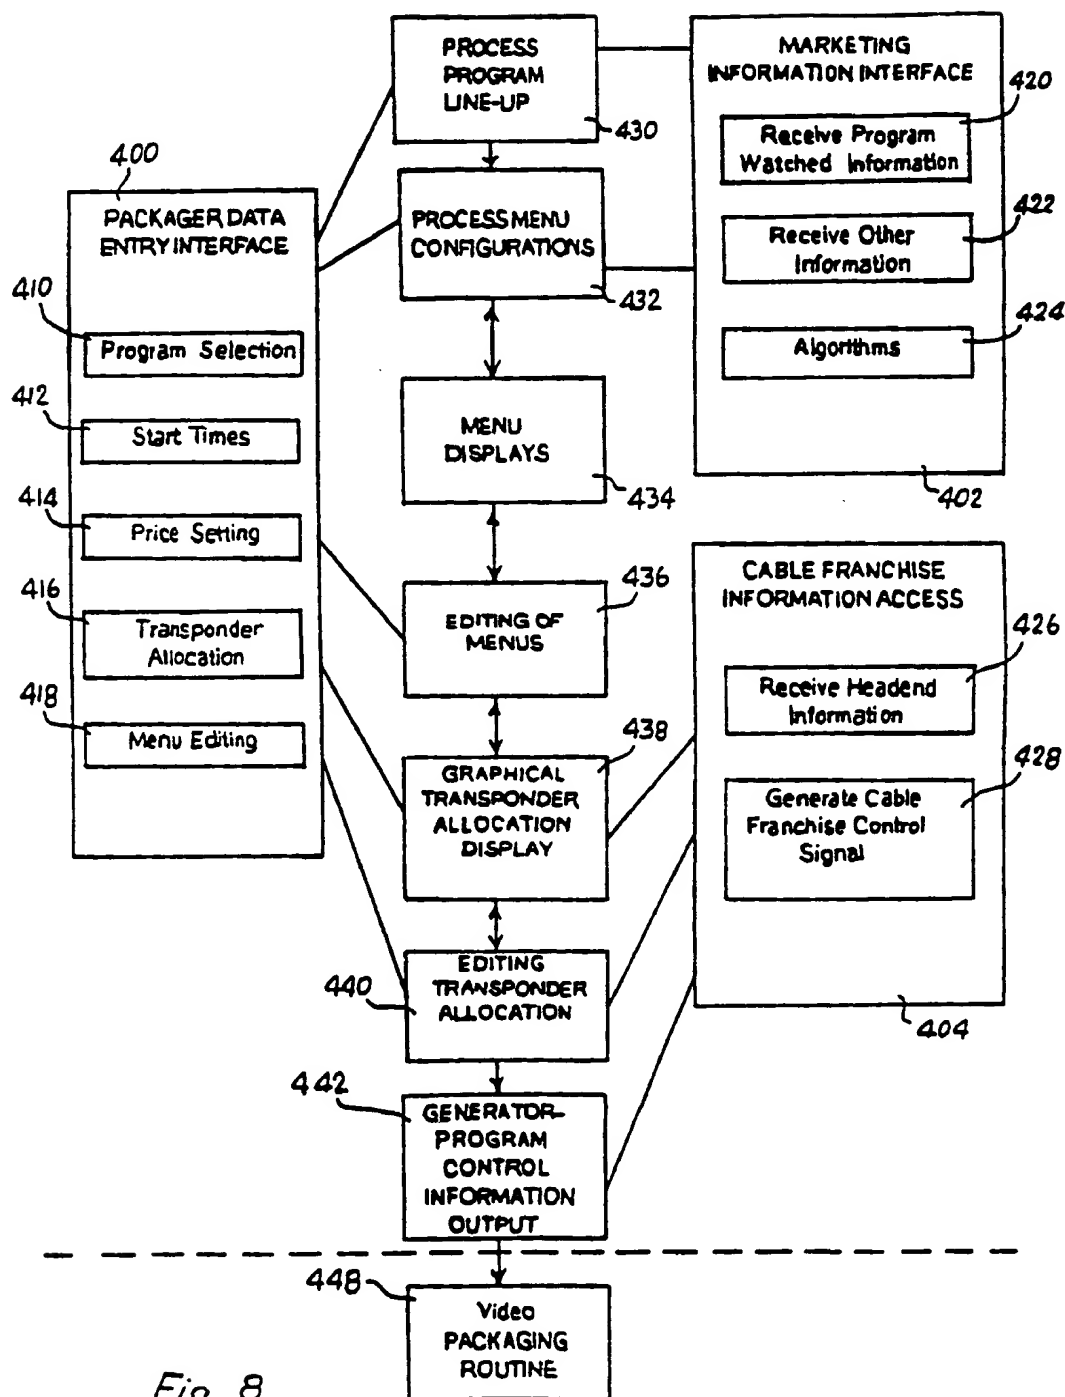 PROCESS
PROGRAM
LINE-UP
430
MARKETING
INFORMATION INTERFACE
420
Receive Program
Watched Information
422
Receive Other
Information
424
Algorithms
402
400
PACKAGER DATA
ENTRY INTERFACE
410
Program Selection
412
Start Times
414
Price Setting
416
Transponder
Allocation
418
Menu Editing
PROCESS MENU
CONFIGURATIONS
432
MENU
DISPLAYS
434
436
EDITING OF
MENUS
438
GRAPHICAL
TRANSPONDER
ALLOCATION
DISPLAY
440
EDITING
TRANSPONDER
ALLOCATION
442
GENERATOR-
PROGRAM
CONTROL
INFORMATION
OUTPUT
CABLE FRANCHISE
INFORMATION ACCESS
426
Receive Headend
Information
428
Generate Cable
Franchise Control
Signal
404
448
Video
PACKAGING
ROUTINE
Fig. 8